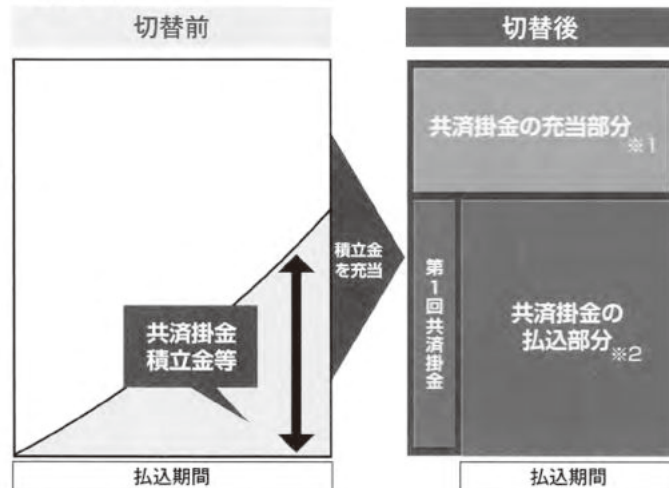 切替前
切替後
共済掛金の充当部分※1
積立金
を充当
第1回共済掛金
共済掛金の
払込部分※2
共済掛金
積立金等
払込期間
払込期間